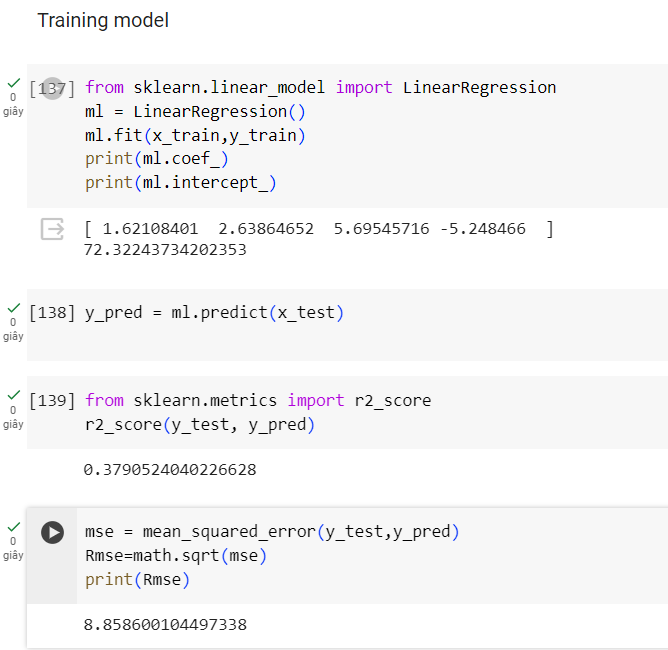 Training model
[137] from sklearn.linear_model import LinearRegression
0
giây
ml = LinearRegression()
ml.fit(x_train,y_train)
print(ml.coef_)
print(ml.intercept_)
[ 1.62108401  2.63864652  5.69545716 -5.248466  ]
72.32243734202353
[138] y_pred = ml.predict(x_test)
0
giây
[139] from sklearn.metrics import r2_score
0
giây
r2_score(y_test, y_pred)
0.3790524040226628
mse = mean_squared_error(y_test,y_pred)
0
giây
Rmse=math.sqrt(mse)
print(Rmse)
8.858600104497338